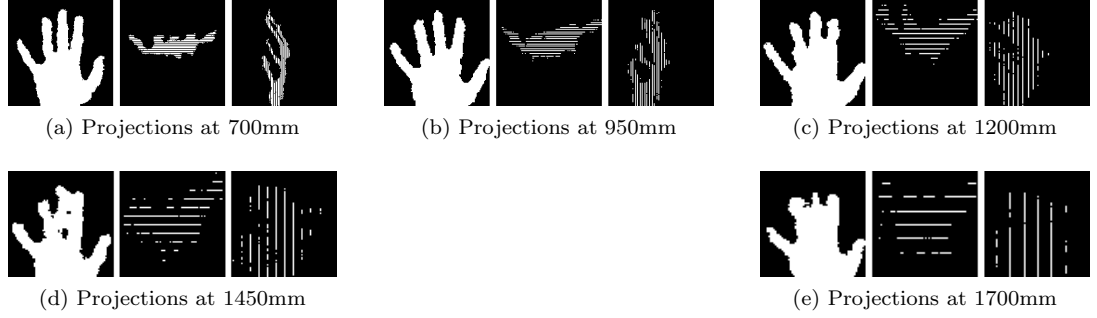 (a) Projections at 700mm
(b) Projections at 950mm
(c) Projections at 1200mm
(d) Projections at 1450mm
(e) Projections at 1700mm